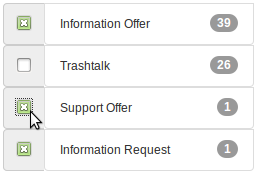 Information Offer 39
Trashtalk 26
Support Offer 1
Information Request 1